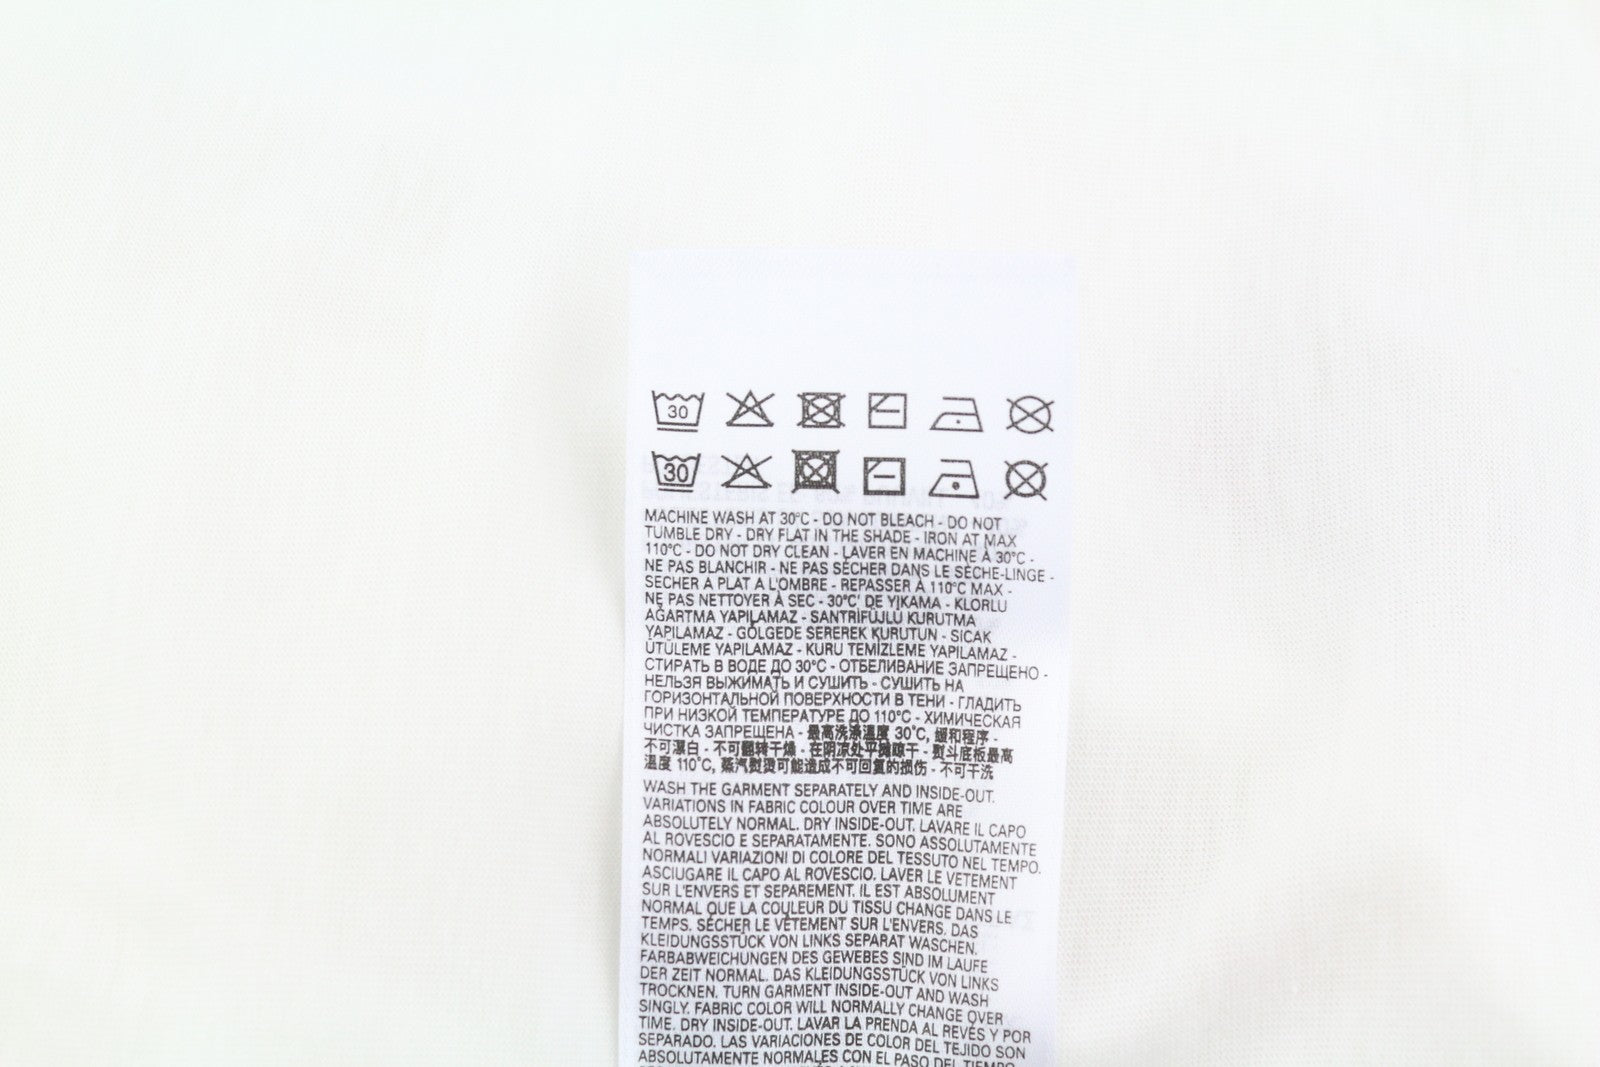 30
30
MACHINE WASH AT 30°C - DO NOT BLEACH - DO NOT
TUMBLE DRY - DRY FLAT IN THE SHADE - IRON AT MAX
110°C - DO NOT DRY CLEAN - LAVER EN MACHINE À 30°C -
NE PAS BLANCHIR - NE PAS SÉCHER DANS LE SÈCHE-LINGE -
SECHER A PLAT A L'OMBRE - REPASSER À 110°C MAX -
NE PAS NETTOYER À SEC - 30°C' DE YIKAMA - KLORLU
AĞARTMA YAPILAMAZ - SANTRİFÜJLÜ KURUTMA
YAPILAMAZ - GÖLGEDE SEREREK KURUTUN - SICAK
ÜTÜLEME YAPILAMAZ - KURU TEMİZLEME YAPILAMAZ -
СТИРАТЬ В ВОДЕ ДО 30°C - ОТБЕЛИВАНИЕ ЗАПРЕЩЕНО -
НЕЛЬЗЯ ВЫЖИМАТЬ И СУШИТЬ - СУШИТЬ НА
ГОРИЗОНТАЛЬНОЙ ПОВЕРХНОСТИ В ТЕНИ - ГЛАДИТЬ
ПРИ НИЗКОЙ ТЕМПЕРАТУРЕ ДО 110°C - ХИМИЧЕСКАЯ
ЧИСТКА ЗАПРЕЩЕНА - 最高洗涤温度 30°C, 缓和程序 -
不可漂白 - 不可翻转干燥 - 在阴凉处平摊晾干 - 熨斗底板最高
温度 110°C, 蒸汽熨烫可能造成不可回复的损伤 - 不可干洗
WASH THE GARMENT SEPARATELY AND INSIDE-OUT.
VARIATIONS IN FABRIC COLOUR OVER TIME ARE
ABSOLUTELY NORMAL. DRY INSIDE-OUT. LAVARE IL CAPO
AL ROVESCIO E SEPARATAMENTE. SONO ASSOLUTAMENTE
NORMALI VARIAZIONI DI COLORE DEL TESSUTO NEL TEMPO.
ASCIUGARE IL CAPO AL ROVESCIO. LAVER LE VETEMENT
SUR L'ENVERS ET SEPAREMENT. IL EST ABSOLUMENT
NORMAL QUE LA COULEUR DU TISSU CHANGE DANS LE
TEMPS. SÉCHER LE VÊTEMENT SUR L'ENVERS. DAS
KLEIDUNGSSTÜCK VON LINKS SEPARAT WASCHEN.
FARBABWEICHUNGEN DES GEWEBES SIND IM LAUFE
DER ZEIT NORMAL. DAS KLEIDUNGSSTÜCK VON LINKS
TROCKNEN. TURN GARMENT INSIDE-OUT AND WASH
SINGLY. FABRIC COLOR WILL NORMALLY CHANGE OVER
TIME. DRY INSIDE-OUT. LAVAR LA PRENDA AL REVÉS Y POR
SEPARADO. LAS VARIACIONES DE COLOR DEL TEJIDO SON
ABSOLUTAMENTE NORMALES CON EL PASO DEL TIEMPO